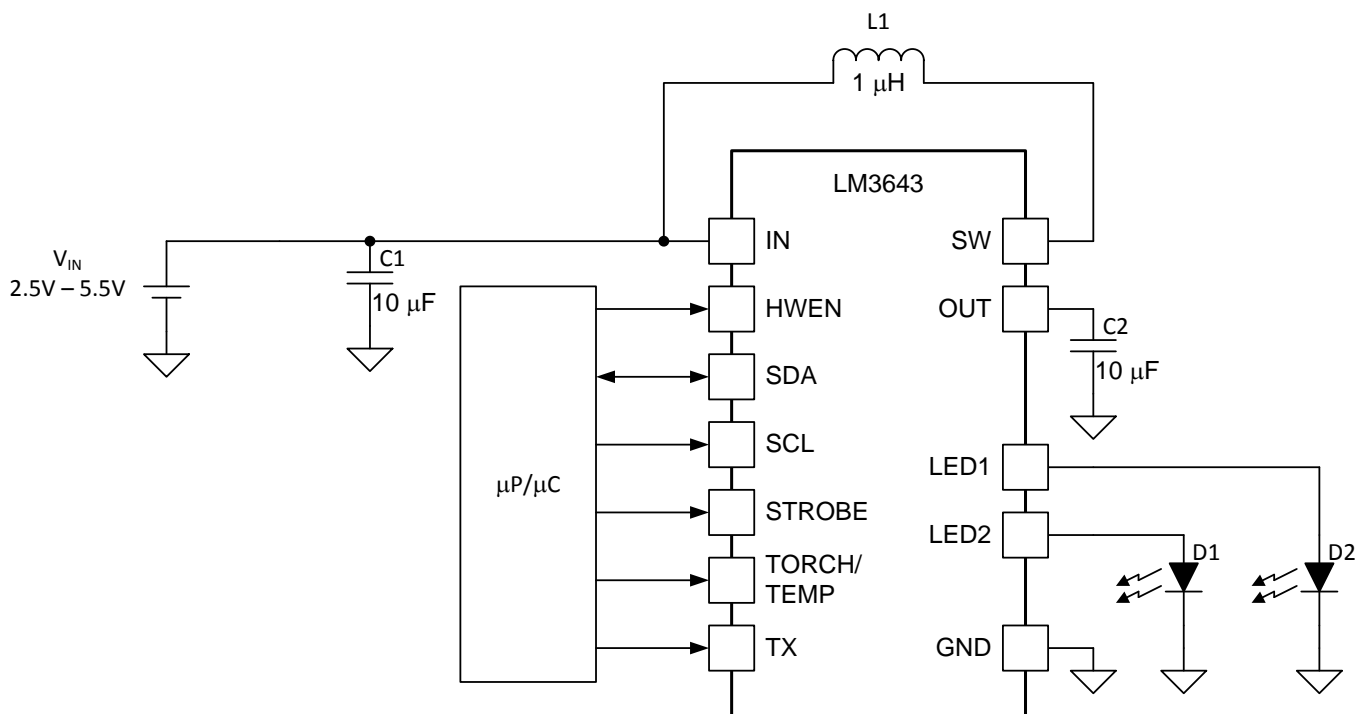 L1
1 μH
LM3643
IN
SW
VIN
2.5V – 5.5V
C1
10 μF
HWEN
OUT
C2
10 μF
SDA
SCL
LED1
μP/μC
STROBE
LED2
D1
D2
TORCH/
TEMP
TX
GND